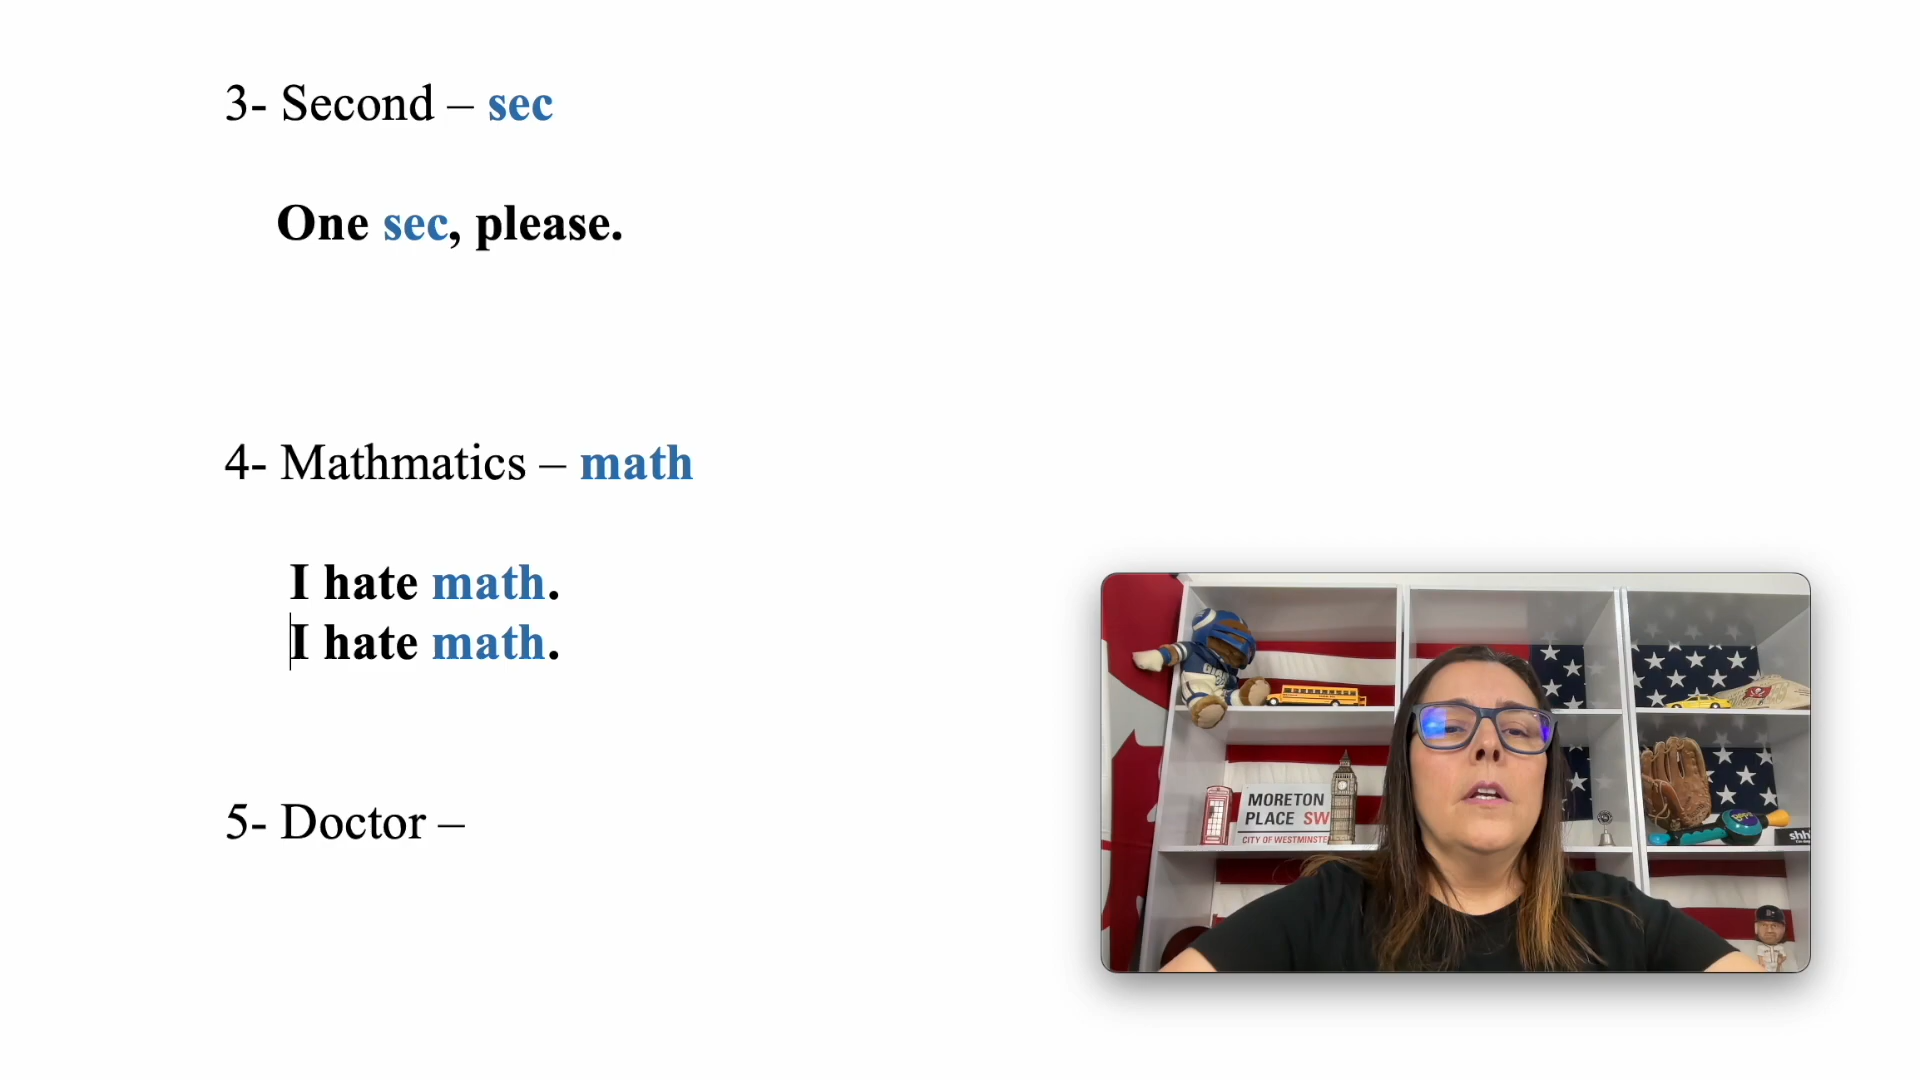 3- Second – sec
One sec, please.
4- Mathmatics – math
I hate math.
I hate math.
5- Doctor –
MORETON
PLACE SW
CITY OF WESTMINSTE
shh